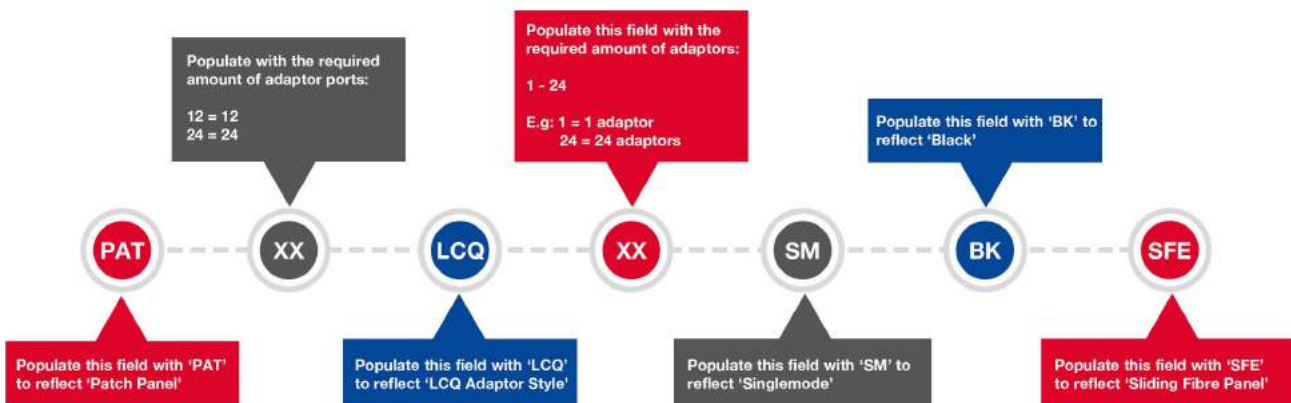 Populate with the required
amount of adaptor ports:
12 = 12
24 = 24
Populate this field with the
required amount of adaptors:
1 - 24
E.g: 1 = 1 adaptor
24 = 24 adaptors
Populate this field with ‘BK’ to
reflect ‘Black’
PAT
XX
LCQ
XX
SM
BK
SFE
Populate this field with ‘PAT’
to reflect ‘Patch Panel’
Populate this field with ‘LCQ’
to reflect ‘LCQ Adaptor Style’
Populate this field with ‘SM’ to
reflect ‘Singlemode’
Populate this field with ‘SFE’
to reflect ‘Sliding Fibre Panel’